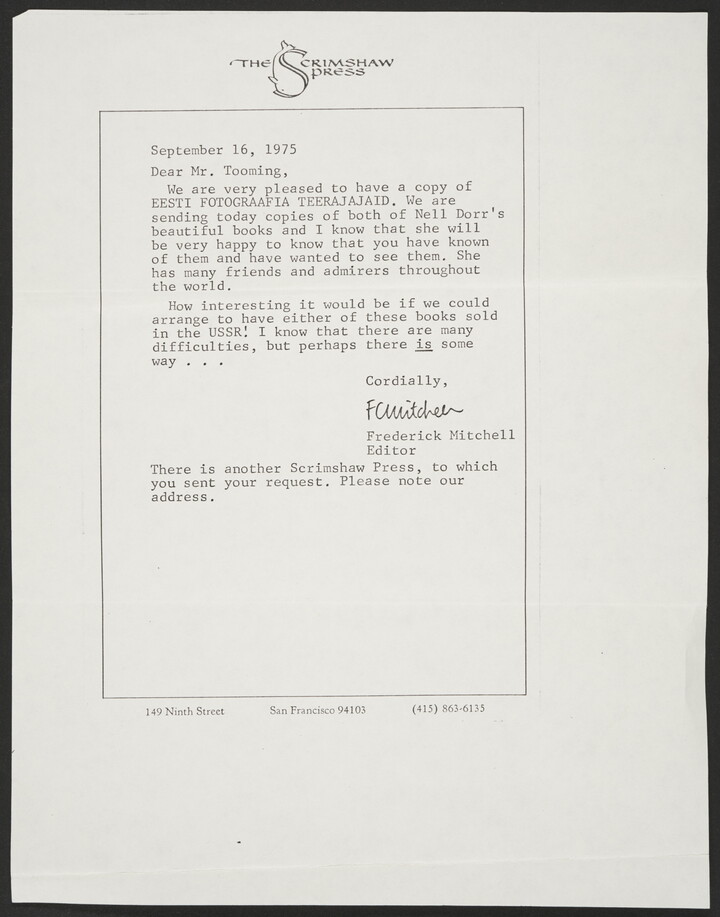 THE SCRIMSHAW
PRESS
September 16, 1975
Dear Mr. Tooming,
We are very pleased to have a copy of
EESTI FOTOGRAAFIA TEERAJAJAID. We are
sending today copies of both of Nell Dorr's
beautiful books and I know that she will
be very happy to know that you have known
of them and have wanted to see them. She
has many friends and admirers throughout
the world.
How interesting it would be if we could
arrange to have either of these books sold
in the USSR! I know that there are many
difficulties, but perhaps there is some
way . . .
Cordially,
FCMitchell
Frederick Mitchell
Editor
There is another Scrimshaw Press, to which
you sent your request. Please note our
address.
149 Ninth Street San Francisco 94103 (415) 863-6135